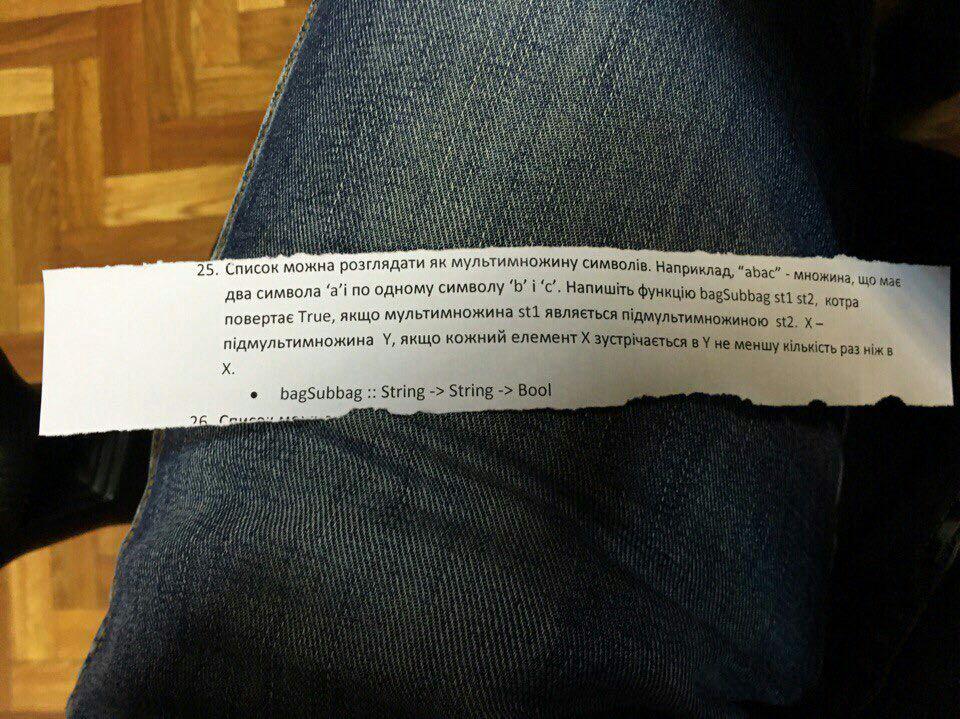 25. Список можна розглядати як мультимножину символів. Наприклад, "abac" - множина, що має
два символа 'a'і по одному символу 'b' і 'c'. Напишіть функцію bagSubbag st1 st2, котра
повертає True, якщо мультимножина st1 являється підмультимножиною st2. X –
підмультимножина Y, якщо кожний елемент X зустрічається в Y не меншу кількість раз ніж в
X.
• bagSubbag :: String -> String -> Bool
26. Список